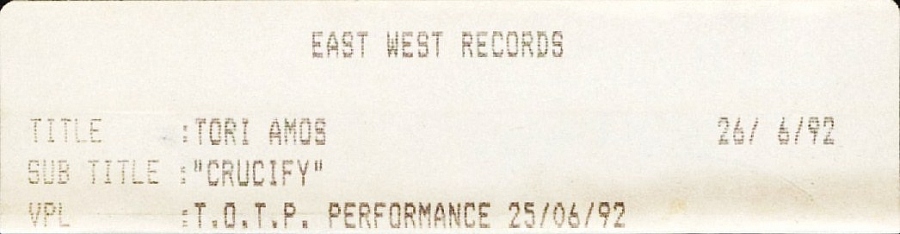 EAST WEST RECORDS
TITLE :TORI AMOS 26/ 6/92
SUB TITLE :"CRUCIFY"
VPL :T.O.T.P. PERFORMANCE 25/06/92